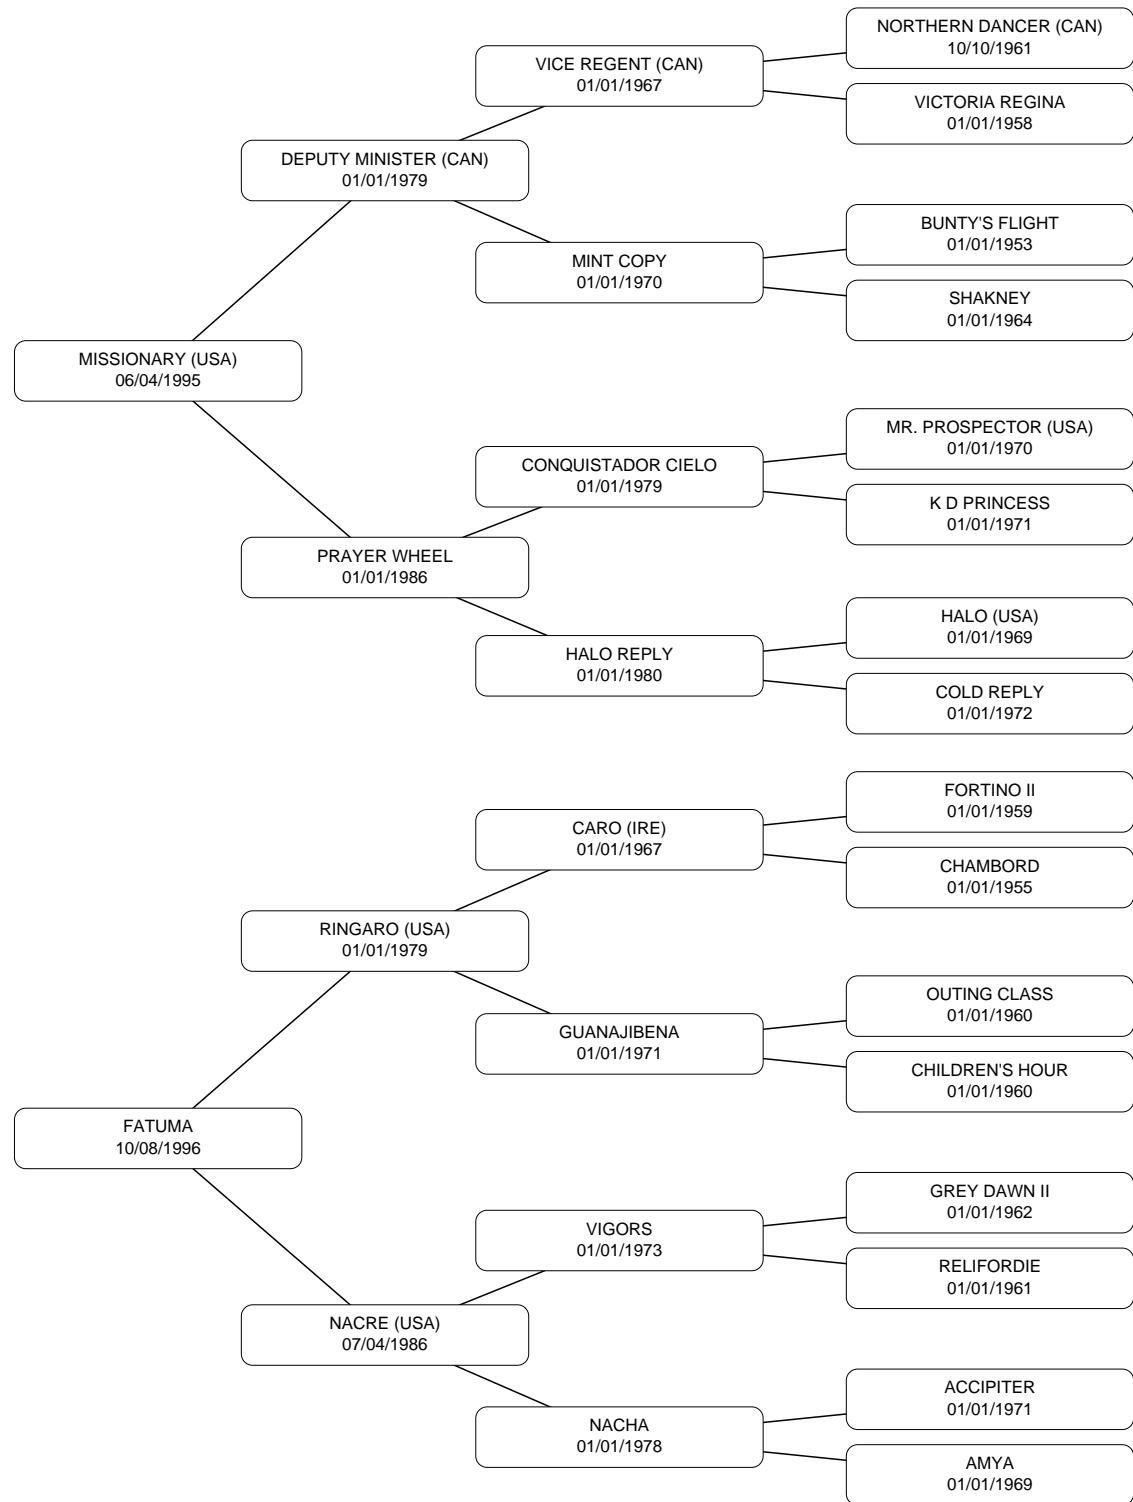 NORTHERN DANCER (CAN)
10/10/1961
VICE REGENT (CAN)
01/01/1967
VICTORIA REGINA
01/01/1958
DEPUTY MINISTER (CAN)
01/01/1979
BUNTY'S FLIGHT
01/01/1953
MINT COPY
01/01/1970
SHAKNEY
01/01/1964
MISSIONARY (USA)
06/04/1995
MR. PROSPECTOR (USA)
01/01/1970
CONQUISTADOR CIELO
01/01/1979
K D PRINCESS
01/01/1971
PRAYER WHEEL
01/01/1986
HALO (USA)
01/01/1969
HALO REPLY
01/01/1980
COLD REPLY
01/01/1972
FORTINO II
01/01/1959
CARO (IRE)
01/01/1967
CHAMBORD
01/01/1955
RINGARO (USA)
01/01/1979
OUTING CLASS
01/01/1960
GUANAJIBENA
01/01/1971
CHILDREN'S HOUR
01/01/1960
FATUMA
10/08/1996
GREY DAWN II
01/01/1962
VIGORS
01/01/1973
RELIFORDIE
01/01/1961
NACRE (USA)
07/04/1986
ACCIPITER
01/01/1971
NACHA
01/01/1978
AMYA
01/01/1969